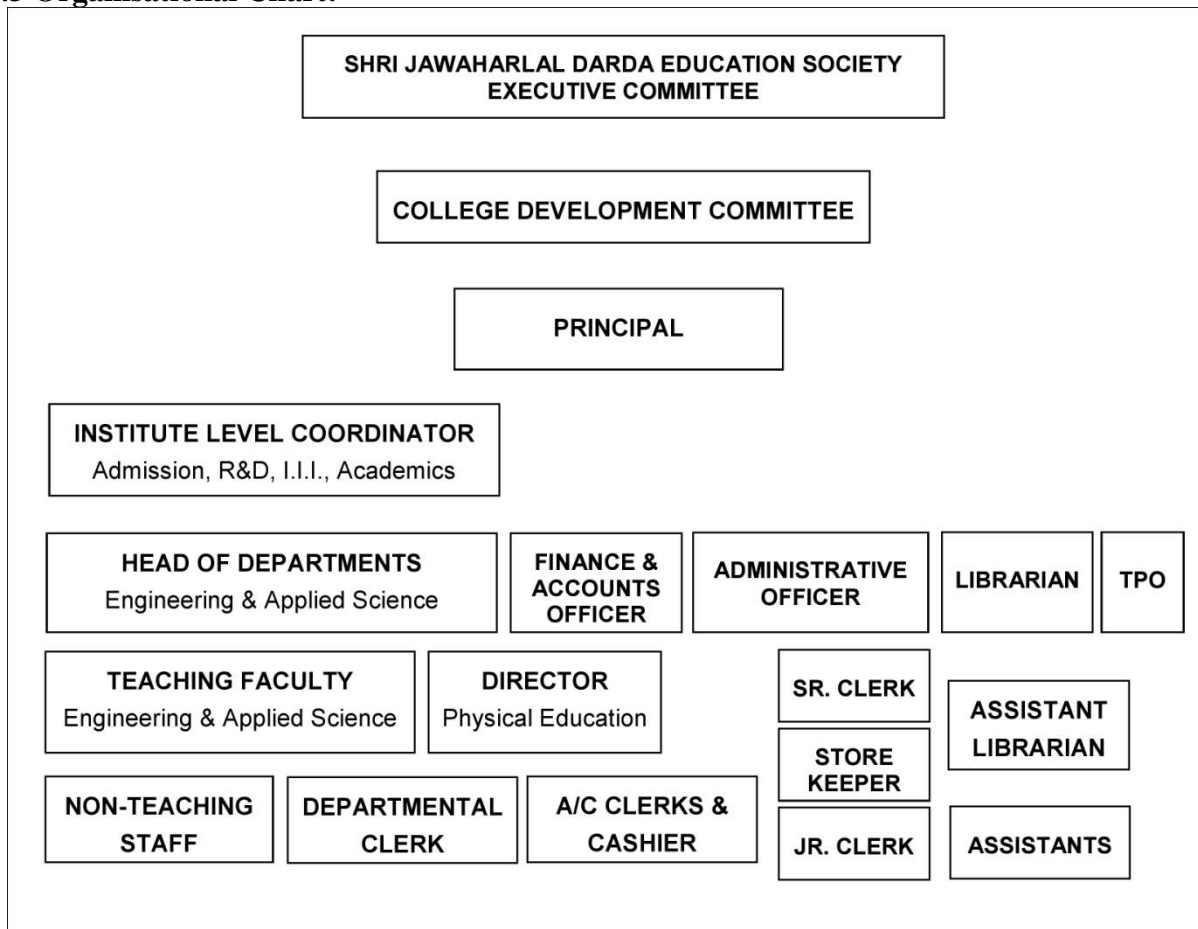 Organisational Chart:
SHRI JAWAHARLAL DARDA EDUCATION SOCIETY
EXECUTIVE COMMITTEE
COLLEGE DEVELOPMENT COMMITTEE
PRINCIPAL
INSTITUTE LEVEL COORDINATOR
Admission, R&D, I.I.I., Academics
HEAD OF DEPARTMENTS
Engineering & Applied Science
FINANCE &
ACCOUNTS
OFFICER
ADMINISTRATIVE
OFFICER
LIBRARIAN
TPO
TEACHING FACULTY
Engineering & Applied Science
DIRECTOR
Physical Education
SR. CLERK
ASSISTANT
LIBRARIAN
STORE
KEEPER
NON-TEACHING
STAFF
DEPARTMENTAL
CLERK
A/C CLERKS &
CASHIER
JR. CLERK
ASSISTANTS